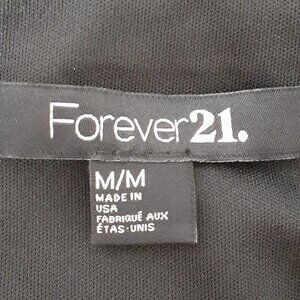 Forever21.
M/M
MADE IN
USA
FABRIQUÉ AUX
ÉTAS-UNIS